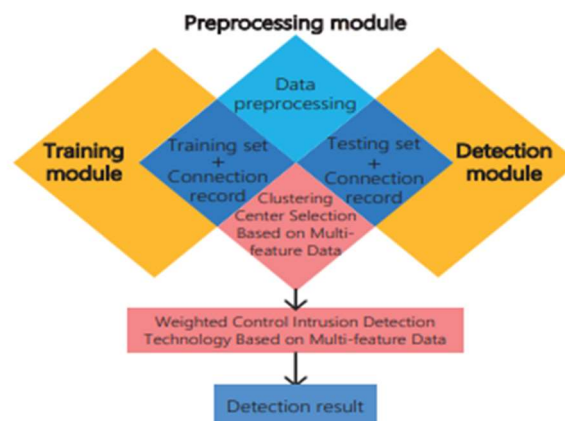 Preprocessing module
Data
preprocessing
Training
module
Training set
+
Connection
record
Testing set
+
Connection
record
Detection
module
Clustering
Center Selection
Based on Multi-
feature Data
Weighted Control Intrusion Detection
Technology Based on Multi-feature Data
Detection result